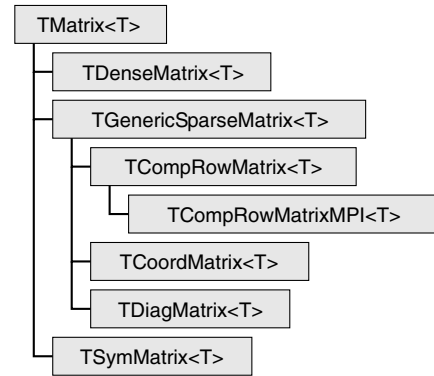 TMatrix<T>
TDenseMatrix<T>
TGenericSparseMatrix<T>
TCompRowMatrix<T>
TCompRowMatrixMPI<T>
TCoordMatrix<T>
TDiagMatrix<T>
TSymMatrix<T>